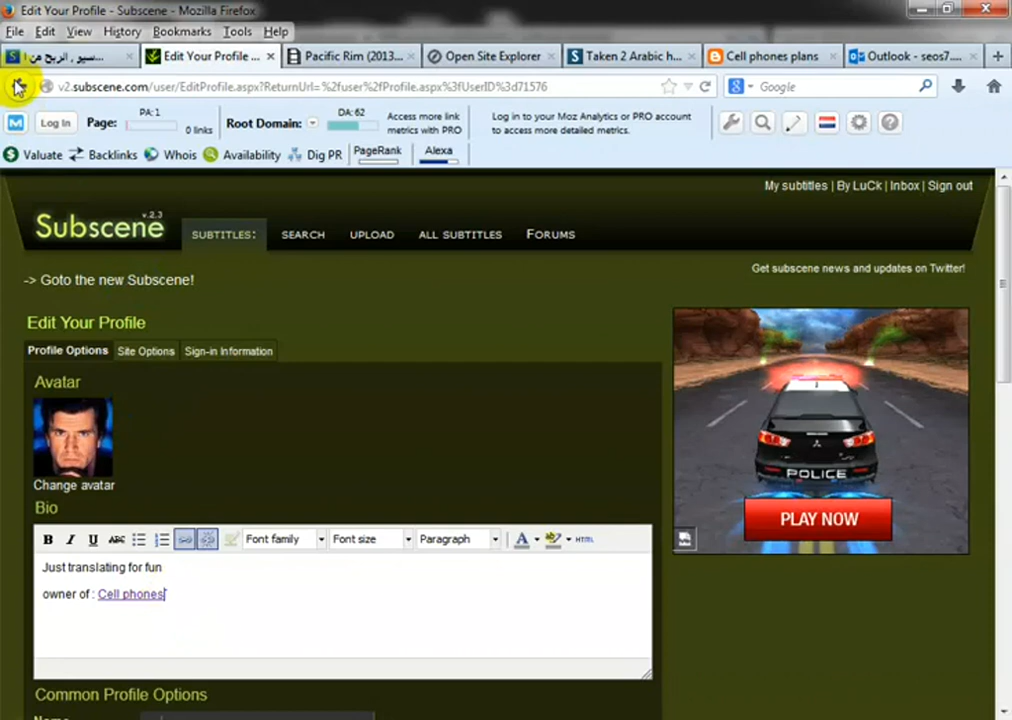 Edit Your Profile - Subscene - Mozilla Firefox
File Edit View History Bookmarks Tools Help
سيو , الربح من ا... Edit Your Profile ... Pacific Rim (2013... Open Site Explorer Taken 2 Arabic h... Cell phones plans Outlook - seos7....
v2.subscene.com/user/EditProfile.aspx?ReturnUrl=%2fuser%2fProfile.aspx%3fUserID%3d71576 Google
Log In Page: PA:1 0 links Root Domain: DA:62 Access more link metrics with PRO Log in to your Moz Analytics or PRO account to access more detailed metrics.
Valuate Backlinks Whois Availability Dig PR PageRank Alexa
My subtitles | By LuCk | Inbox | Sign out
Subscene v.2.3 SUBTITLES: SEARCH UPLOAD ALL SUBTITLES FORUMS
Get subscene news and updates on Twitter!
-> Goto the new Subscene!
Edit Your Profile
Profile Options Site Options Sign-in Information
Avatar
Change avatar
Bio
B I U ABC Font family Font size Paragraph A ab HTML
Just translating for fun
owner of : Cell phones
POLICE
PLAY NOW
Common Profile Options